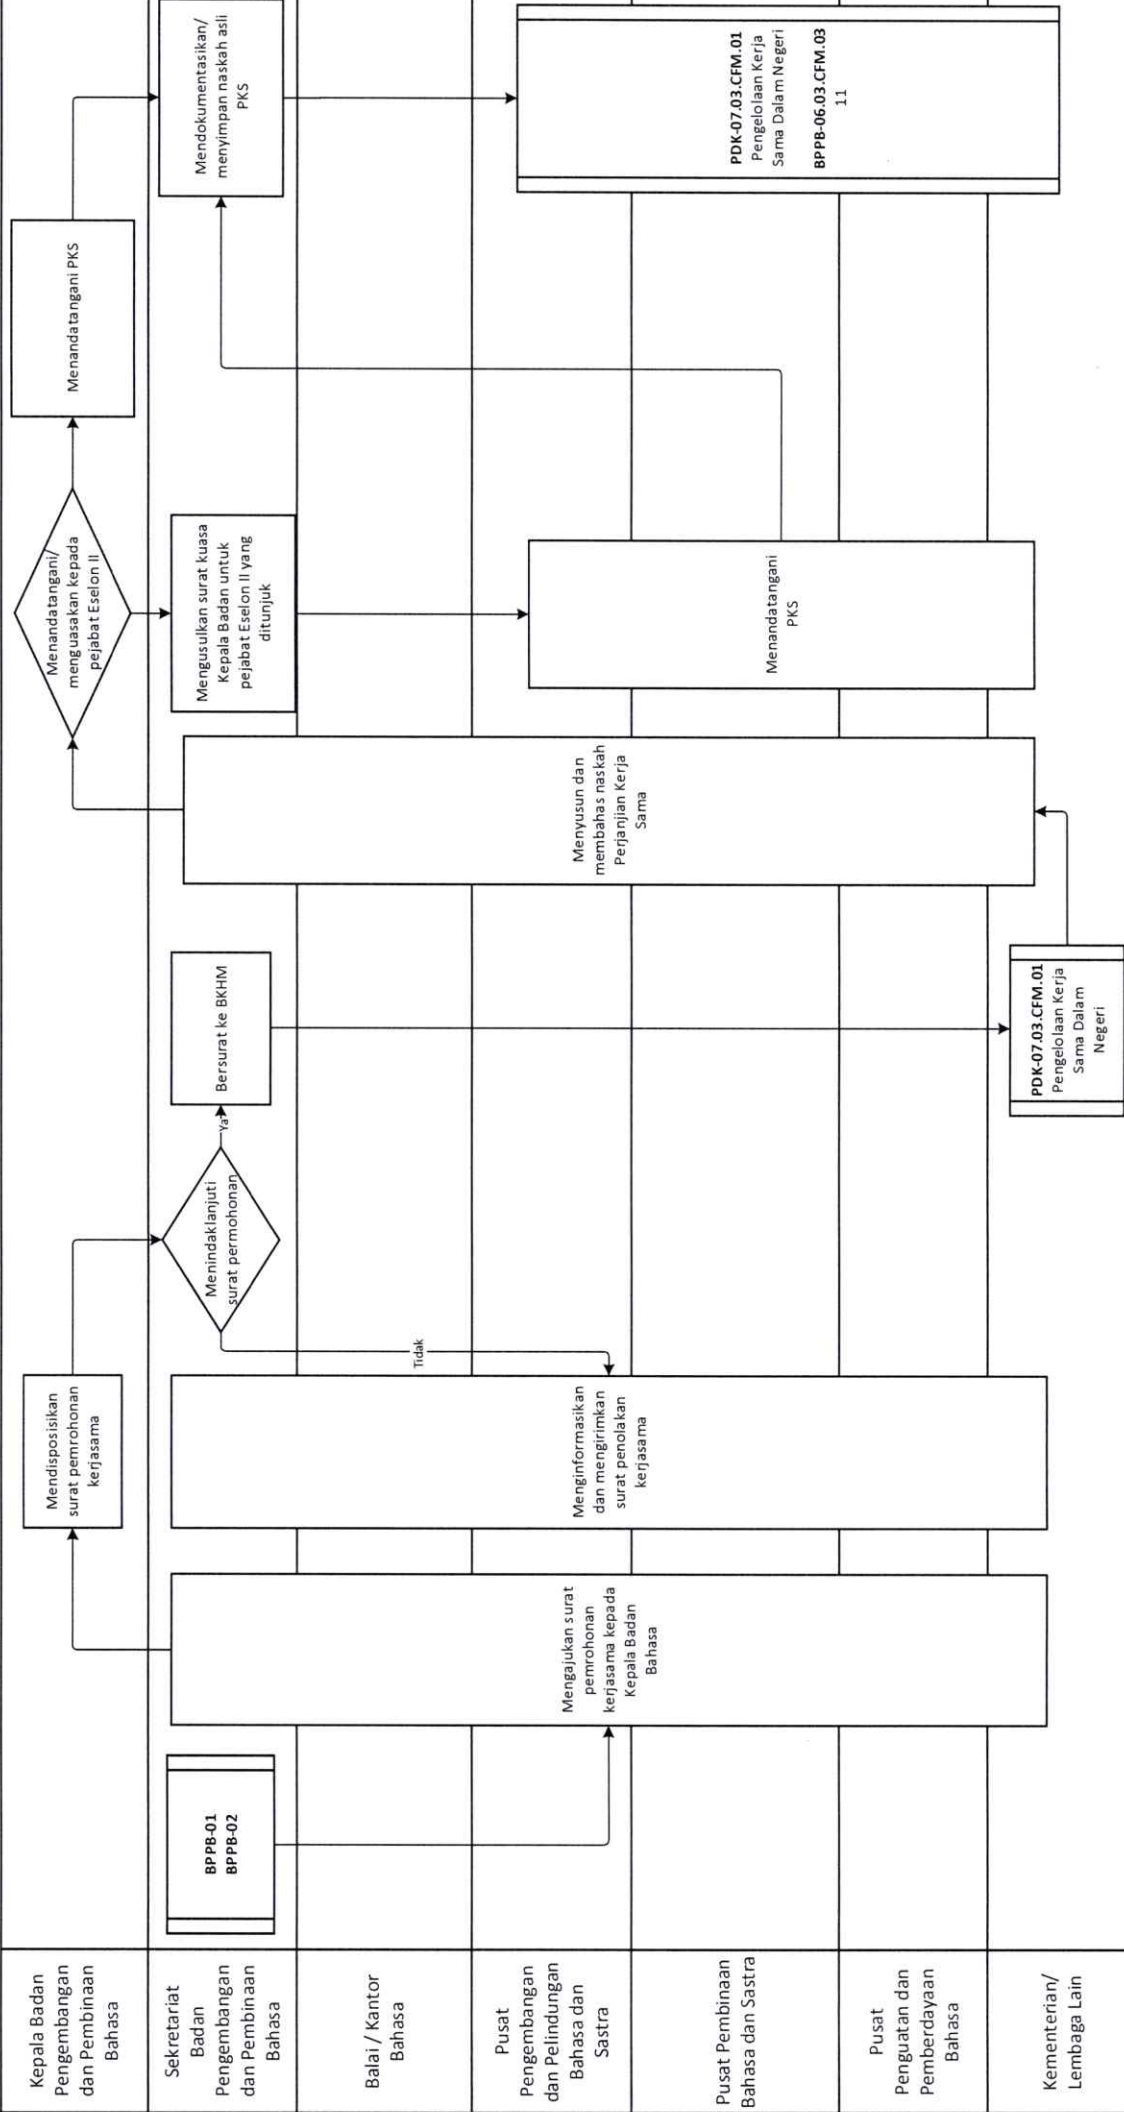 Kepala Badan
Pengembangan
dan Pembinaan
Bahasa
Sekretariat
Badan
Pengembangan
dan Pembinaan
Bahasa
Balai / Kantor
Bahasa
Pusat
Pengembangan
dan Pelindungan
Bahasa dan
Sastra
Pusat Pembinaan
Bahasa dan Sastra
Pusat
Penguatan dan
Pemberdayaan
Bahasa
Kementerian/
Lembaga Lain
BPPB-01
BPPB-02
Mengajukan surat
pemrohonan
kerjasama kepada
Kepala Badan
Bahasa
Mendisposisikan
surat pemrohonan
kerjasama
Menginformasikan
dan mengirimkan
surat penolakan
kerjasama
Tidak
Menindaklanjuti
surat permohonan
Ya
Bersurat ke BKHM
PDK-07.03.CFM.01
Pengelolaan Kerja
Sama Dalam
Negeri
Menyusun dan
membahas naskah
Perjanjian Kerja
Sama
Menandatangani/
menguasakan kepada
pejabat Eselon II
Mengusulkan surat kuasa
Kepala Badan untuk
pejabat Eselon II yang
ditunjuk
Menandatangani
PKS
Menandatangani PKS
Mendokumentasikan/
menyimpan naskah asli
PKS
PDK-07.03.CFM.01
Pengelolaan Kerja
Sama Dalam Negeri
BPPB-06.03.CFM.03
11